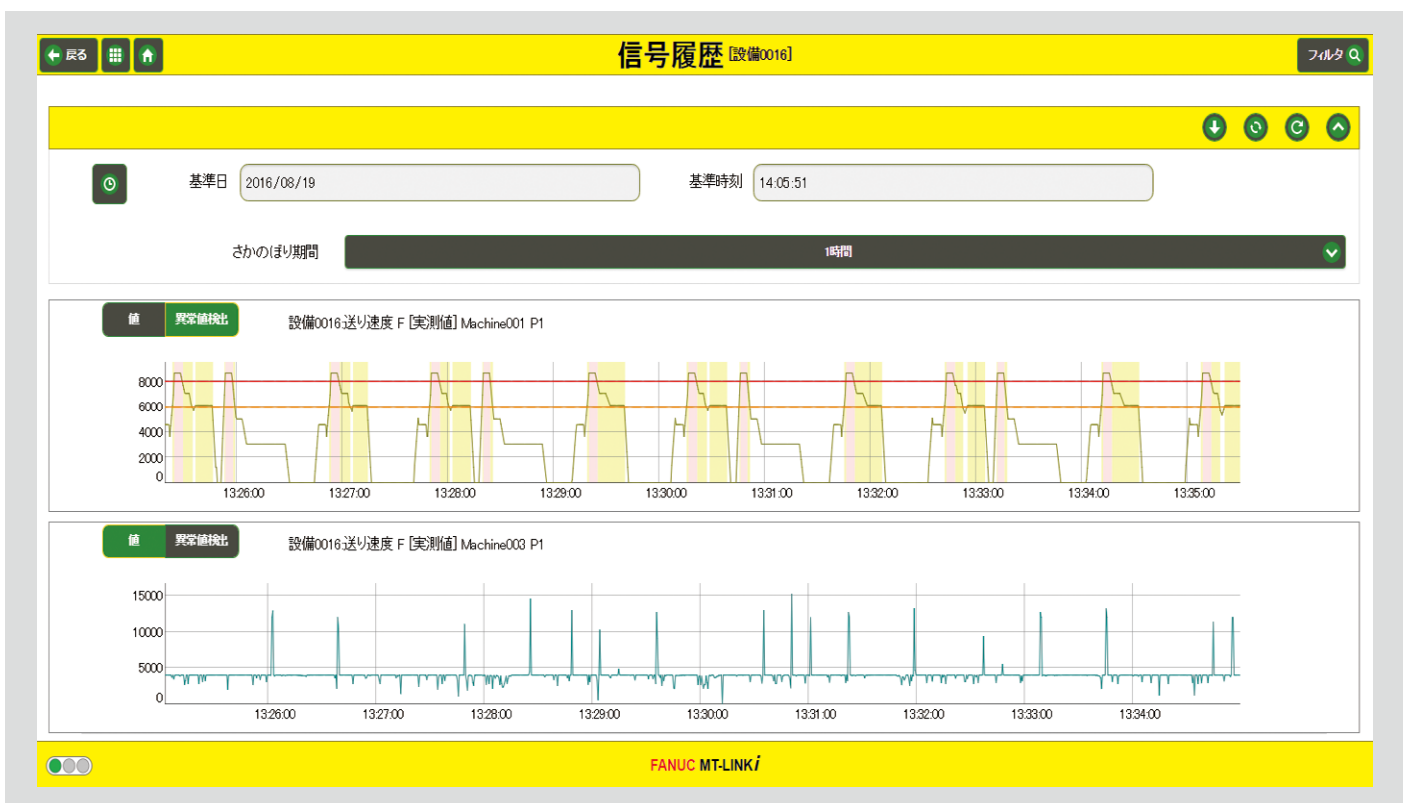 戻る 信号履歴 [設備0016] フィルタ
基準日 2016/08/19 基準時刻 14:05:51
さかのぼり期間 1時間
値 異常値検出 設備0016:送り速度 F [実測値] Machine001 P1
8000
6000
4000
2000
0
13:26:00 13:27:00 13:28:00 13:29:00 13:30:00 13:31:00 13:32:00 13:33:00 13:34:00 13:35:00
値 異常値検出 設備0016:送り速度 F [実測値] Machine003 P1
15000
10000
5000
0
13:26:00 13:27:00 13:28:00 13:29:00 13:30:00 13:31:00 13:32:00 13:33:00 13:34:00
FANUC MT-LINKi